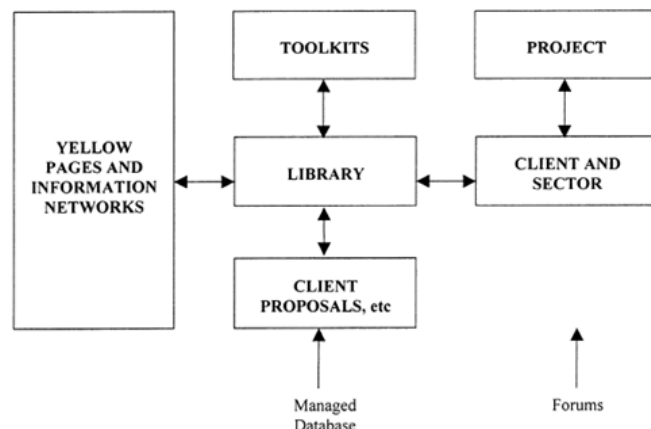 TOOLKITS
PROJECT
YELLOW
PAGES AND
INFORMATION
NETWORKS
LIBRARY
CLIENT AND
SECTOR
CLIENT
PROPOSALS, etc
Managed
Database
Forums